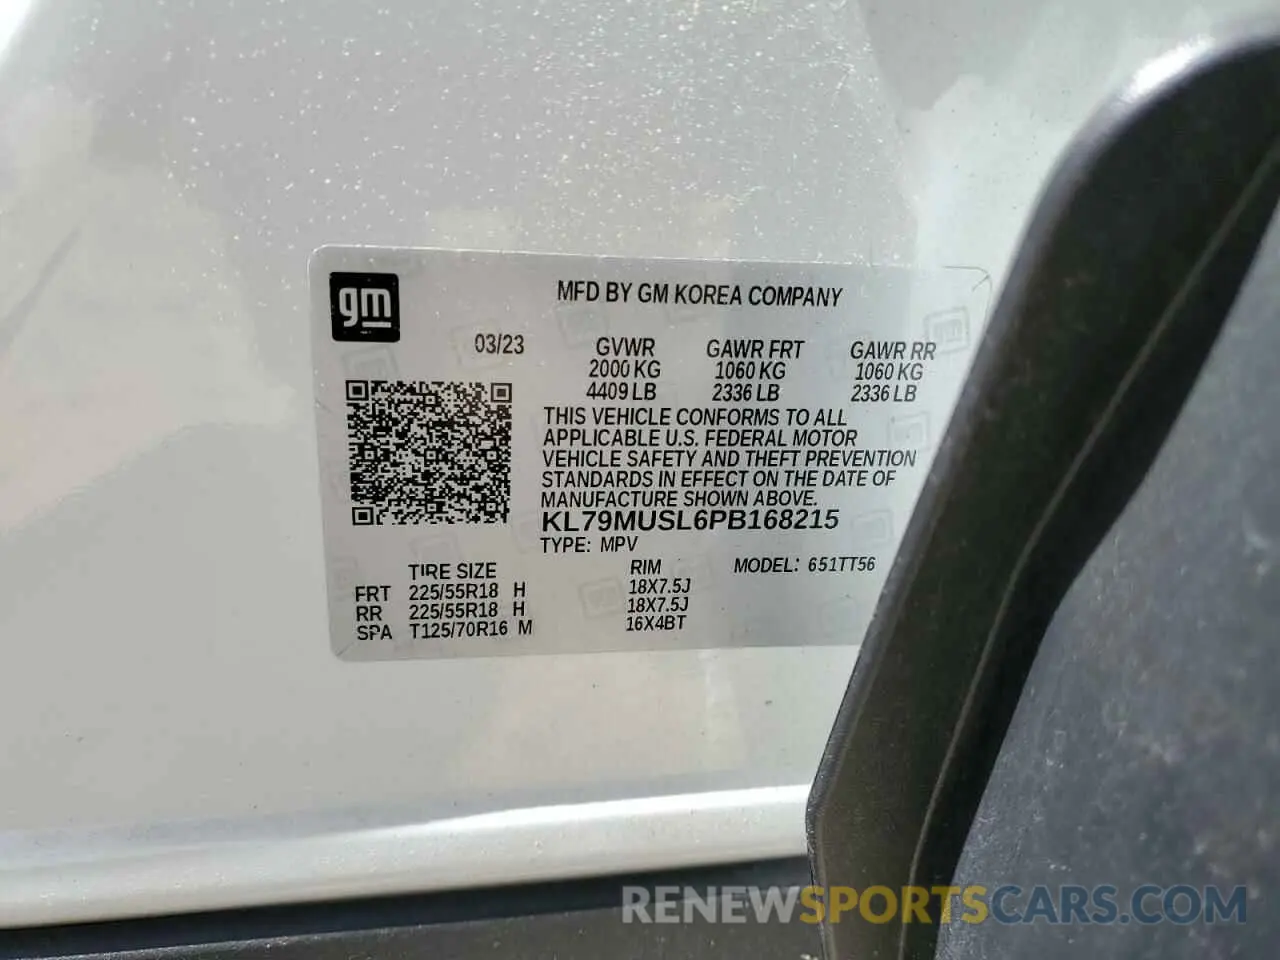 gm
MFD BY GM KOREA COMPANY
03/23 GVWR GAWR FRT GAWR RR
2000 KG 1060 KG 1060 KG
4409 LB 2336 LB 2336 LB
THIS VEHICLE CONFORMS TO ALL
APPLICABLE U.S. FEDERAL MOTOR
VEHICLE SAFETY AND THEFT PREVENTION
STANDARDS IN EFFECT ON THE DATE OF
MANUFACTURE SHOWN ABOVE.
KL79MUSL6PB168215
TYPE: MPV
TIRE SIZE RIM MODEL: 651TT56
FRT 225/55R18 H 18X7.5J
RR 225/55R18 H 18X7.5J
SPA T125/70R16 M 16X4BT
RENEWSPORTSCARS.COM